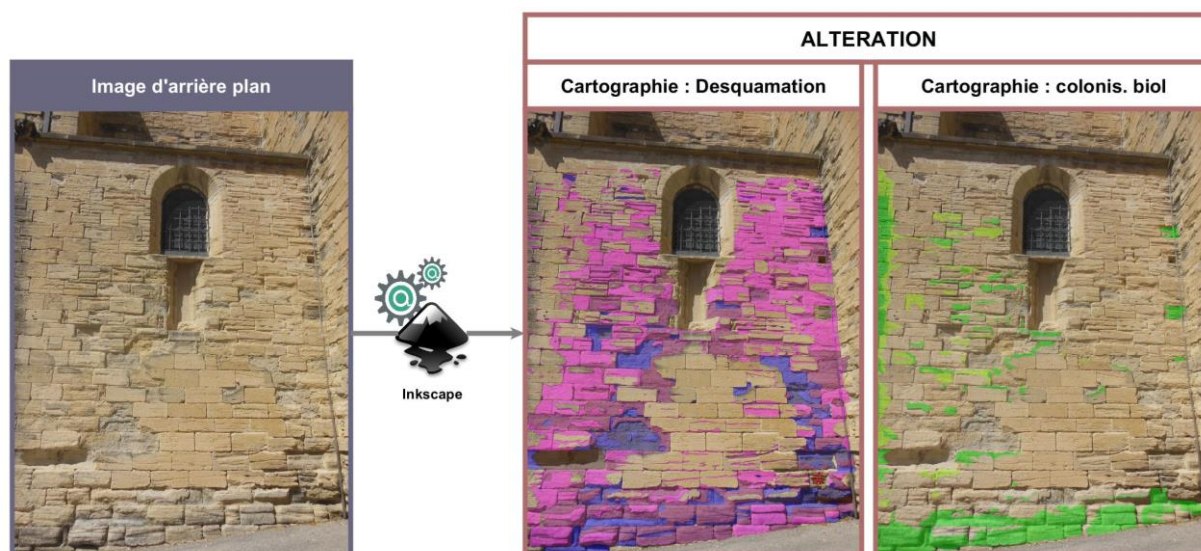 ALTERATION
Image d'arrière plan
Cartographie : Desquamation
Cartographie : colonis. biol
Inkscape